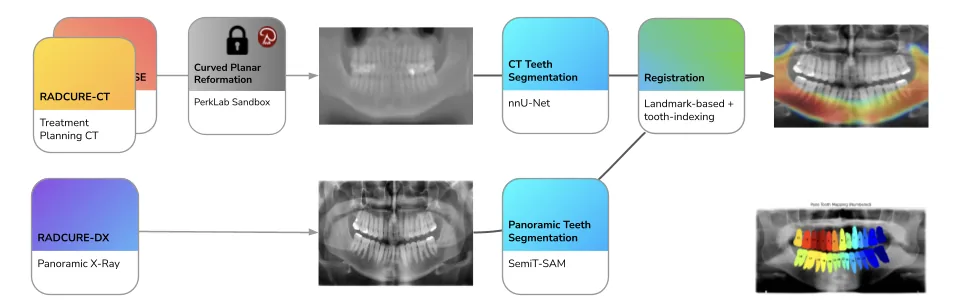 SE
RADCURE-CT
Treatment
Planning CT
Curved Planar
Reformation
PerkLab Sandbox
CT Teeth
Segmentation
nnU-Net
Registration
Landmark-based +
tooth-indexing
RADCURE-DX
Panoramic X-Ray
Panoramic Teeth
Segmentation
SemiT-SAM